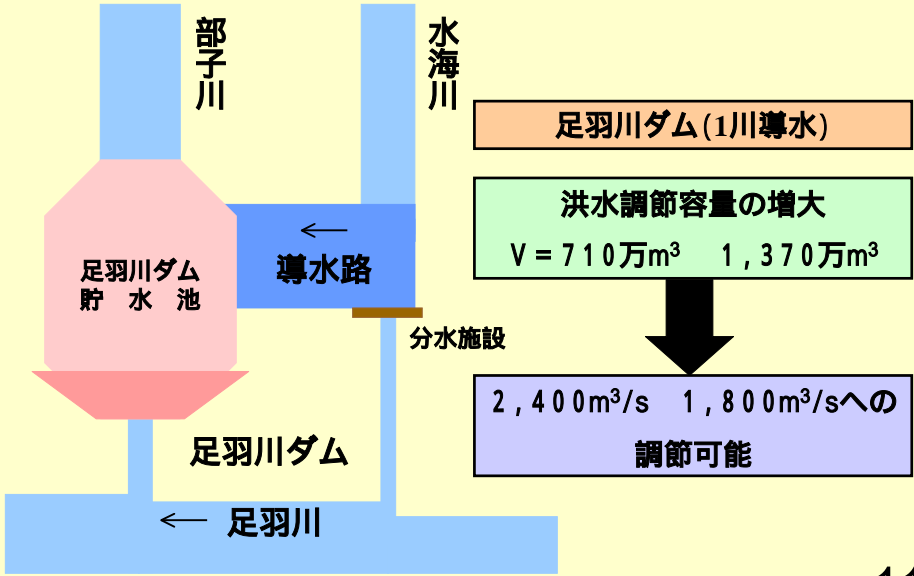 部子川
水海川
足羽川ダム(1川導水)
洪水調節容量の増大
V=710万m³ 1,370万m³
←
導水路
足羽川ダム
貯 水 池
分水施設
2,400m³/s 1,800m³/sへの
調節可能
足羽川ダム
← 足羽川